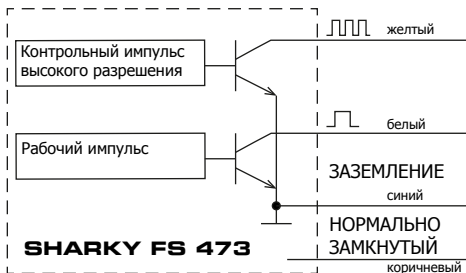 Контрольный импульс
высокого разрешения
желтый
Рабочий импульс
белый
ЗАЗЕМЛЕНИЕ
синий
НОРМАЛЬНО
ЗАМКНУТЫЙ
коричневый
SHARKY FS 473